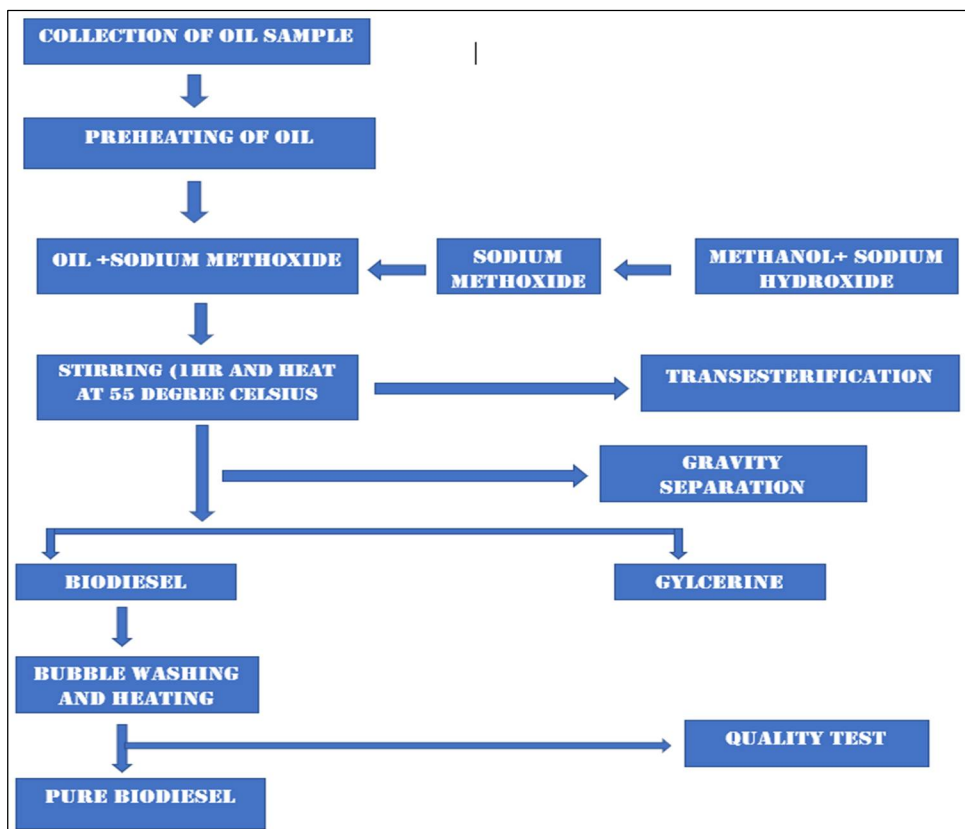 COLLECTION OF OIL SAMPLE
PREHEATING OF OIL
OIL +SODIUM METHOXIDE
SODIUM
METHOXIDE
METHANOL+ SODIUM
HYDROXIDE
STIRRING (1HR AND HEAT
AT 55 DEGREE CELSIUS
TRANSESTERIFICATION
GRAVITY
SEPARATION
BIODIESEL
GYLCERINE
BUBBLE WASHING
AND HEATING
QUALITY TEST
PURE BIODIESEL